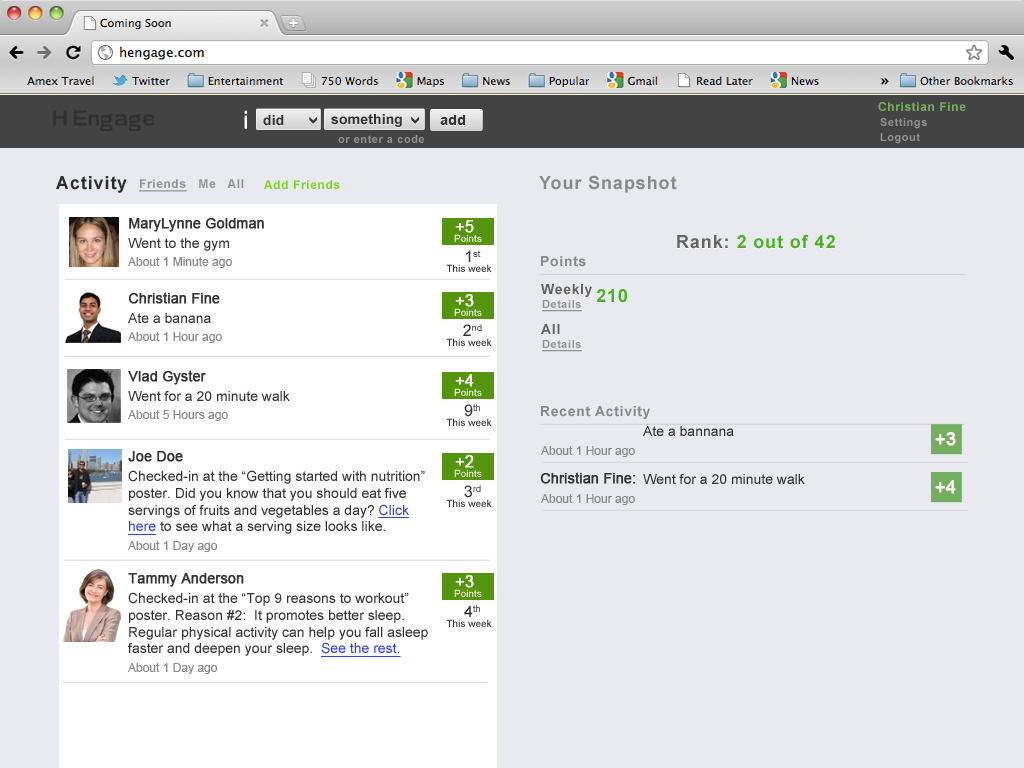 Coming Soon
hengage.com
Amex Travel Twitter Entertainment 750 Words Maps News Popular Gmail Read Later News » Other Bookmarks
H Engage
i did something add
or enter a code
Christian Fine
Settings
Logout
Activity Friends Me All Add Friends
MaryLynne Goldman
Went to the gym
About 1 Minute ago
+5
Points
1st
This week
Christian Fine
Ate a banana
About 1 Hour ago
+3
Points
2nd
This week
Vlad Gyster
Went for a 20 minute walk
About 5 Hours ago
+4
Points
9th
This week
Joe Doe
Checked-in at the “Getting started with nutrition”
poster. Did you know that you should eat five
servings of fruits and vegetables a day? Click
here to see what a serving size looks like.
About 1 Day ago
+2
Points
3rd
This week
Tammy Anderson
Checked-in at the “Top 9 reasons to workout”
poster. Reason #2: It promotes better sleep.
Regular physical activity can help you fall asleep
faster and deepen your sleep. See the rest.
About 1 Day ago
+3
Points
4th
This week
Your Snapshot
Rank: 2 out of 42
Points
Weekly 210
Details
All
Details
Recent Activity
Ate a bannana
About 1 Hour ago
+3
Christian Fine: Went for a 20 minute walk
About 1 Hour ago
+4